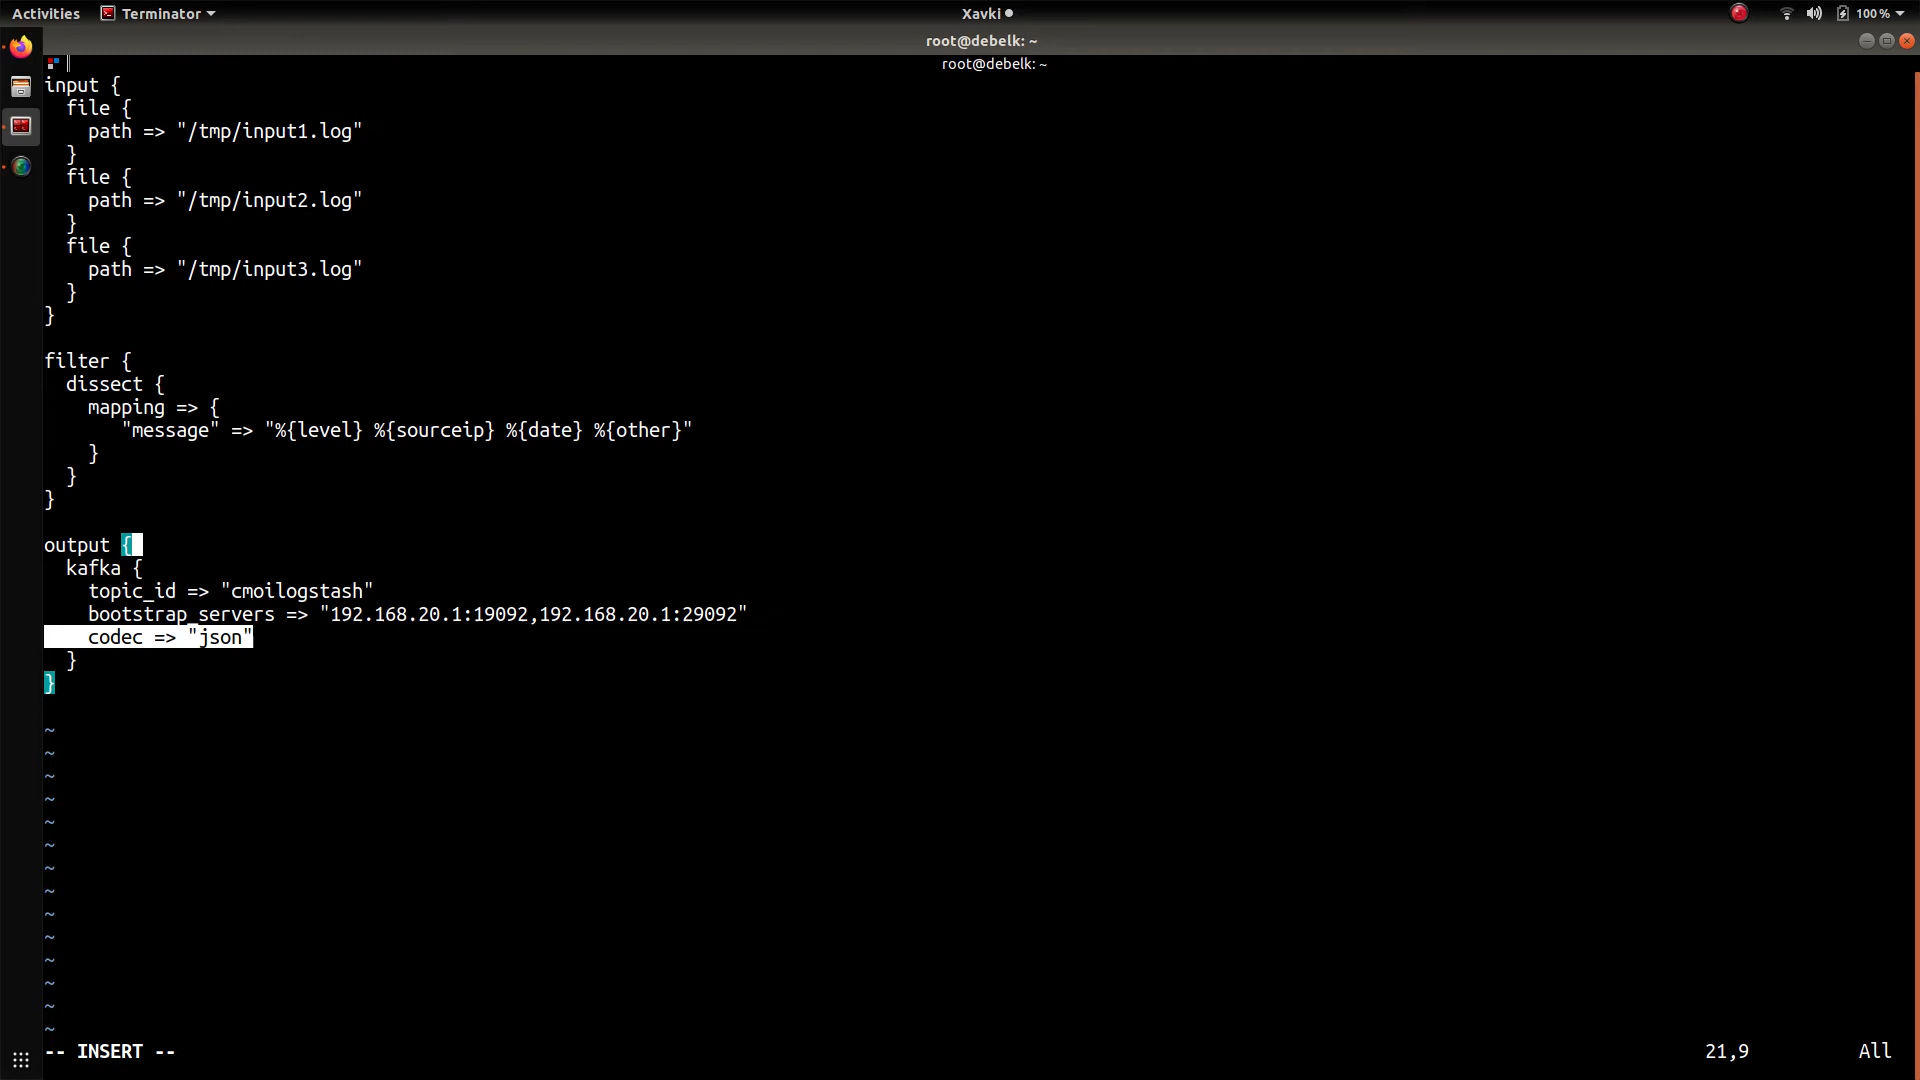 Activities Terminator Xavki 100 %
root@debelk: ~
root@debelk: ~
input {
  file {
    path => "/tmp/input1.log"
  }
  file {
    path => "/tmp/input2.log"
  }
  file {
    path => "/tmp/input3.log"
  }
}

filter {
  dissect {
    mapping => {
       "message" => "%{level} %{sourceip} %{date} %{other}"
    }
  }
}

output {
  kafka {
    topic_id => "cmoilogstash"
    bootstrap_servers => "192.168.20.1:19092,192.168.20.1:29092"
    codec => "json"
  }
}

~
~
~
~
~
~
~
~
~
~
~
~
~
~
-- INSERT -- 21,9 All